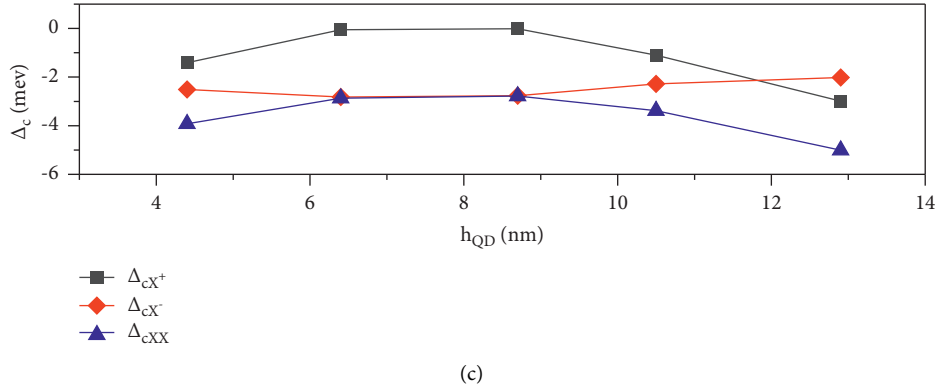 0
-2
-4
-6
Δc (mev)
4 6 8 10 12 14
hQD (nm)
ΔcX+
ΔcX-
ΔcXX
(c)